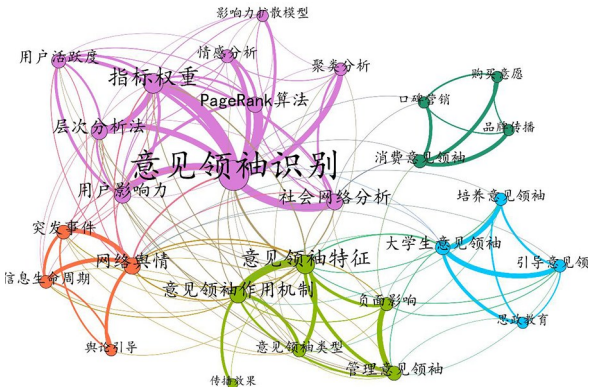 影响力扩散模型
用户活跃度
情感分析
聚类分析
指标权重
购买意愿
PageRank算法
口碑营销
层次分析法
品牌传播
意见领袖识别
消费意见领袖
用户影响力
社会网络分析
培养意见领袖
突发事件
大学生意见领袖
网络舆情
意见领袖特征
引导意见领
信息生命周期
意见领袖作用机制
负面影响
思政教育
舆论引导
意见领袖类型
管理意见领袖
传播效果